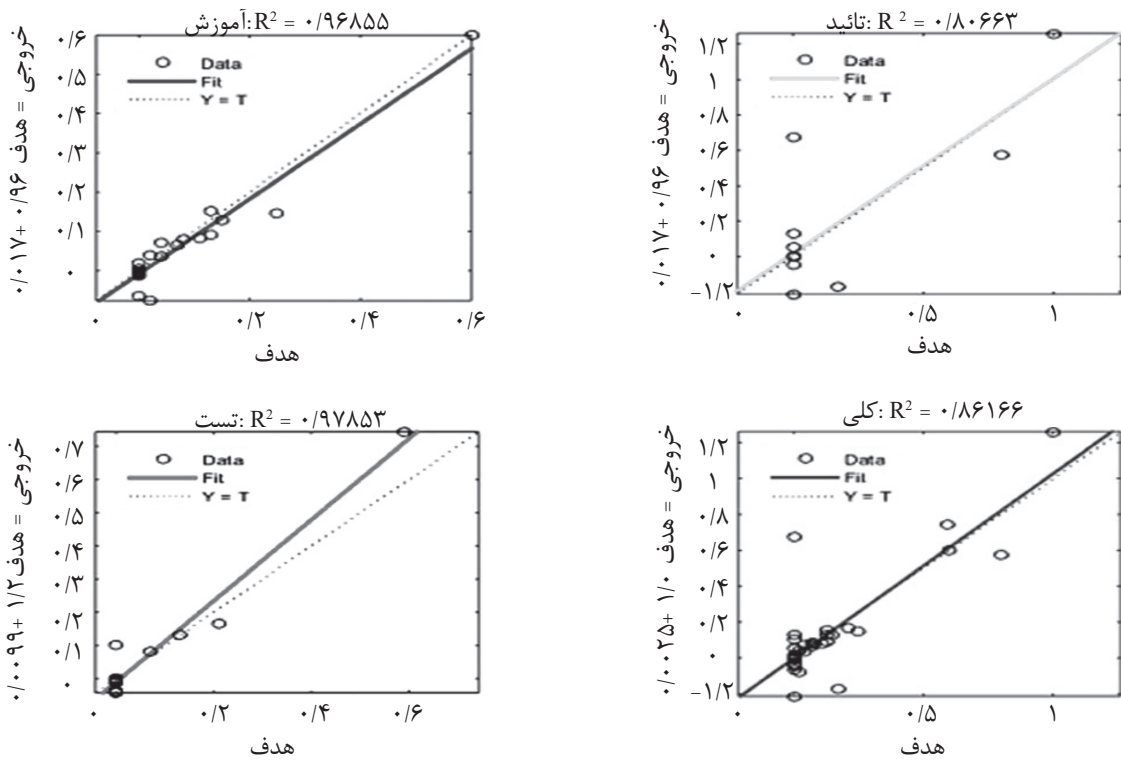 آموزش: R² = ۰/۹۶۸۵۵
خروجی = هدف ۰/۹۶ +۰/۰۱۷
۰/۶
۰/۵
۰/۴
۰/۳
۰/۲
۰/۱
۰
Data
Fit
Y = T
۰ ۰/۲ ۰/۴ ۰/۶
هدف
تائید: R ² = ۰/۸۰۶۶۳
خروجی = هدف ۰/۹۶ +۰/۰۱۷
۱/۲
۱
۰/۸
۰/۶
۰/۴
۰/۲
۰
−۱/۲
Data
Fit
Y = T
۰ ۰/۵ ۱
هدف
تست: R² = ۰/۹۷۸۵۳
خروجی = هدف۱/۲ +۰/۰۰۹۹
۰/۷
۰/۶
۰/۵
۰/۴
۰/۳
۰/۲
۰/۱
۰
Data
Fit
Y = T
۰ ۰/۲ ۰/۴ ۰/۶
هدف
کلی: R² = ۰/۸۶۱۶۶
خروجی = هدف ۱/۰ +۰/۰۰۲۵
۱/۲
۱
۰/۸
۰/۶
۰/۴
۰/۲
۰
−۱/۲
Data
Fit
Y = T
۰ ۰/۵ ۱
هدف